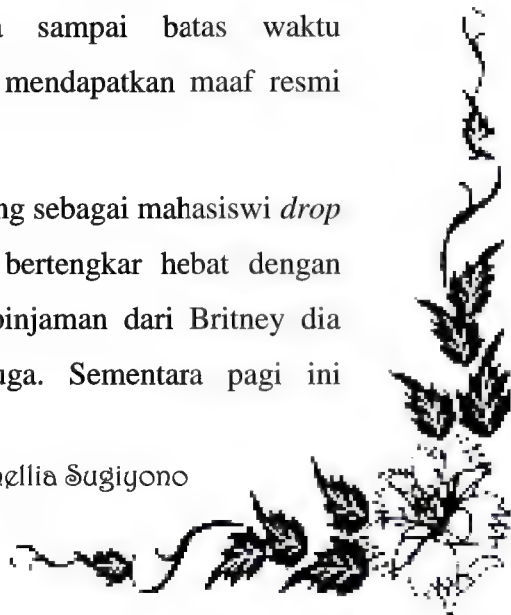 sampai batas waktu
mendapatkan maaf resmi
sebagai mahasiswi drop
bertengkar hebat dengan
dari Britney dia
Sementara pagi ini
Sugiyono